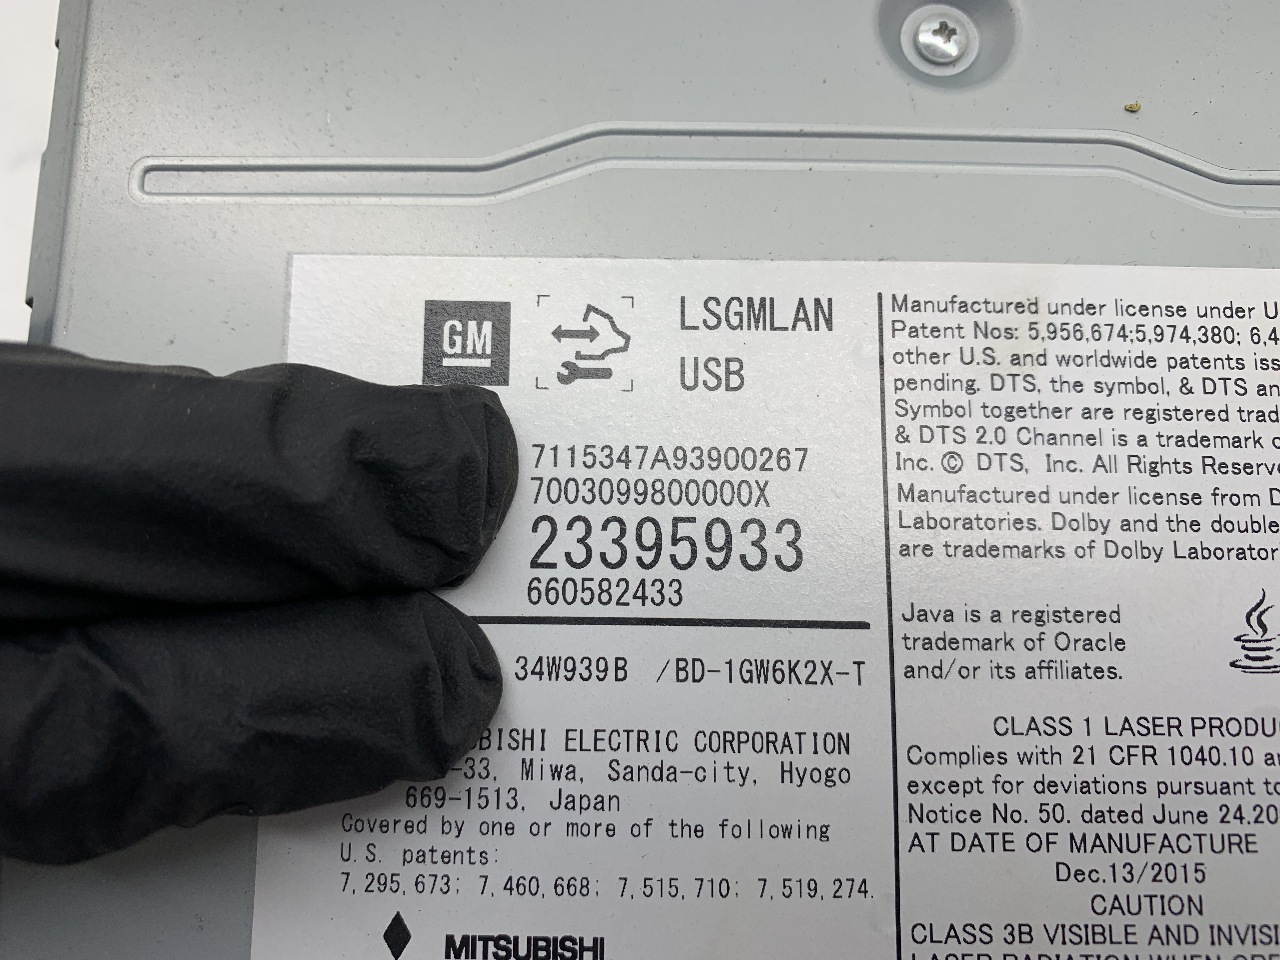 GM
LSGMLAN
USB
7115347A93900267
7003099800000X
23395933
660582433
34W939B /BD-1GW6K2X-T
BISHI ELECTRIC CORPORATION
-33, Miwa, Sanda-city, Hyogo
669-1513, Japan
Covered by one or more of the following
U.S. patents:
7,295,673; 7,460,668; 7,515,710; 7,519,274.
MITSUBISHI
Manufactured under license under U
Patent Nos: 5,956,674;5,974,380; 6,4
other U.S. and worldwide patents iss
pending. DTS, the symbol, & DTS an
Symbol together are registered trad
& DTS 2.0 Channel is a trademark o
Inc. © DTS, Inc. All Rights Reserve
Manufactured under license from D
Laboratories. Dolby and the double
are trademarks of Dolby Laborator
Java is a registered
trademark of Oracle
and/or its affiliates.
CLASS 1 LASER PRODU
Complies with 21 CFR 1040.10 an
except for deviations pursuant to
Notice No. 50. dated June 24.20
AT DATE OF MANUFACTURE
Dec.13/2015
CAUTION
CLASS 3B VISIBLE AND INVISI
LASER RADIATION WHEN OPE